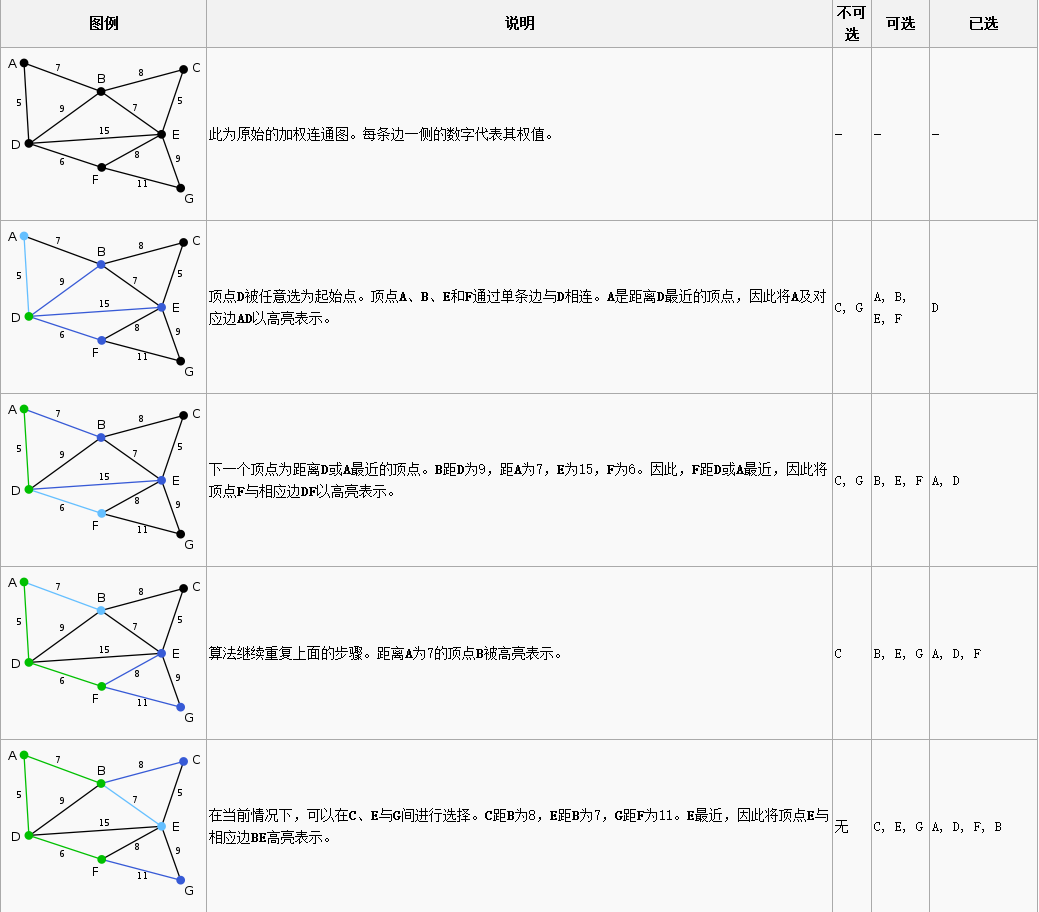 图例 说明 不可选 可选 已选
A 7 B 8 C
5 9 7 5
D 15 E
6 8 9
F 11 G
此为原始的加权连通图。每条边一侧的数字代表其权值。
– – –
A 7 B 8 C
5 9 7 5
D 15 E
6 8 9
F 11 G
顶点D被任意选为起始点。顶点A、B、E和F通过单条边与D相连。A是距离D最近的顶点，因此将A及对
应边AD以高亮表示。
C, G
A, B,
E, F
D
A 7 B 8 C
5 9 7 5
D 15 E
6 8 9
F 11 G
下一个顶点为距离D或A最近的顶点。B距D为9，距A为7，E为15，F为6。因此，F距D或A最近，因此将
顶点F与相应边DF以高亮表示。
C, G
B, E, F
A, D
A 7 B 8 C
5 9 7 5
D 15 E
6 8 9
F 11 G
算法继续重复上面的步骤。距离A为7的顶点B被高亮表示。
C
B, E, G
A, D, F
A 7 B 8 C
5 9 7 5
D 15 E
6 8 9
F 11 G
在当前情况下，可以在C、E与G间进行选择。C距B为8，E距B为7，G距F为11。E最近，因此将顶点E与
相应边BE高亮表示。
无
C, E, G
A, D, F, B